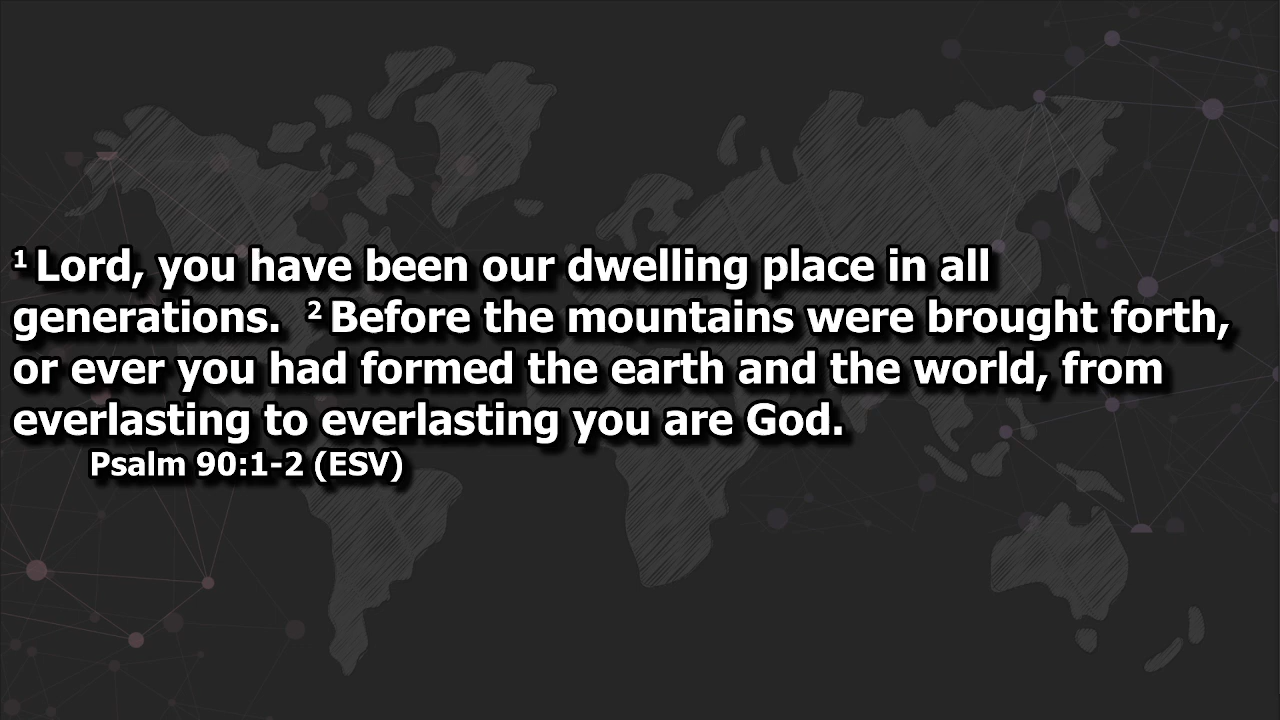 1 Lord, you have been our dwelling place in all
generations. 2 Before the mountains were brought forth,
or ever you had formed the earth and the world, from
everlasting to everlasting you are God.
Psalm 90:1-2 (ESV)